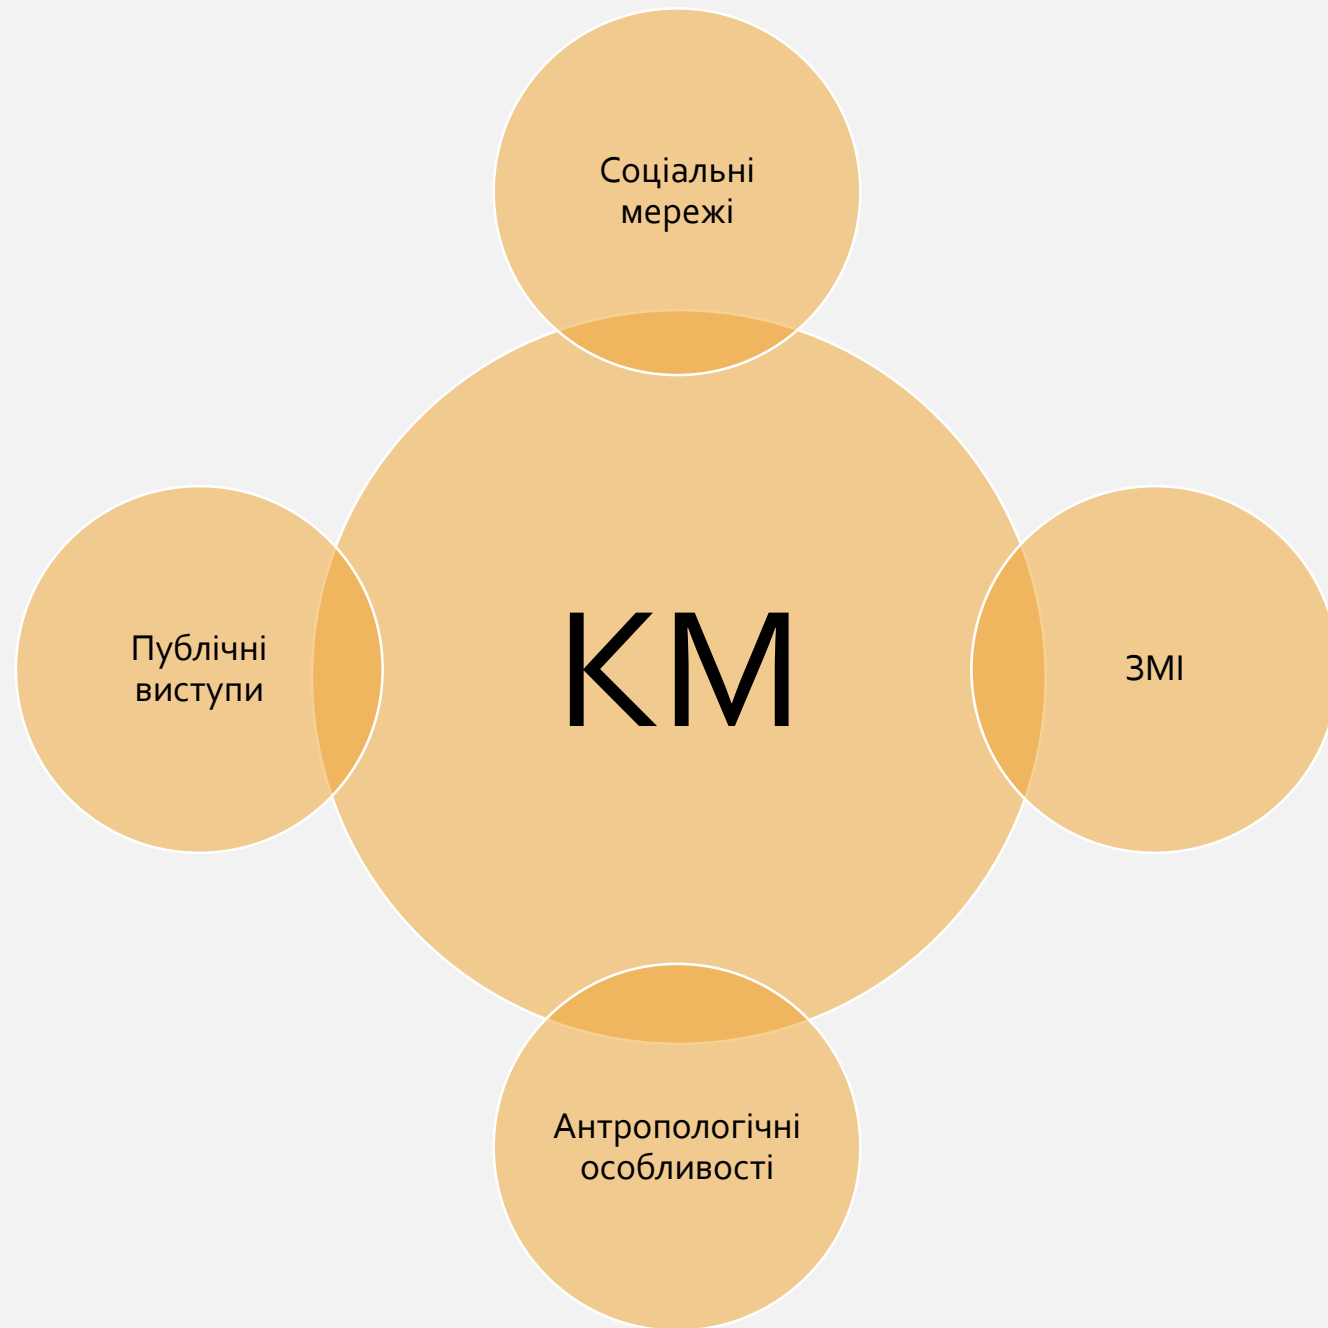 Соціальні
мережі
Публічні
виступи
КМ
ЗМІ
Антропологічні
особливості